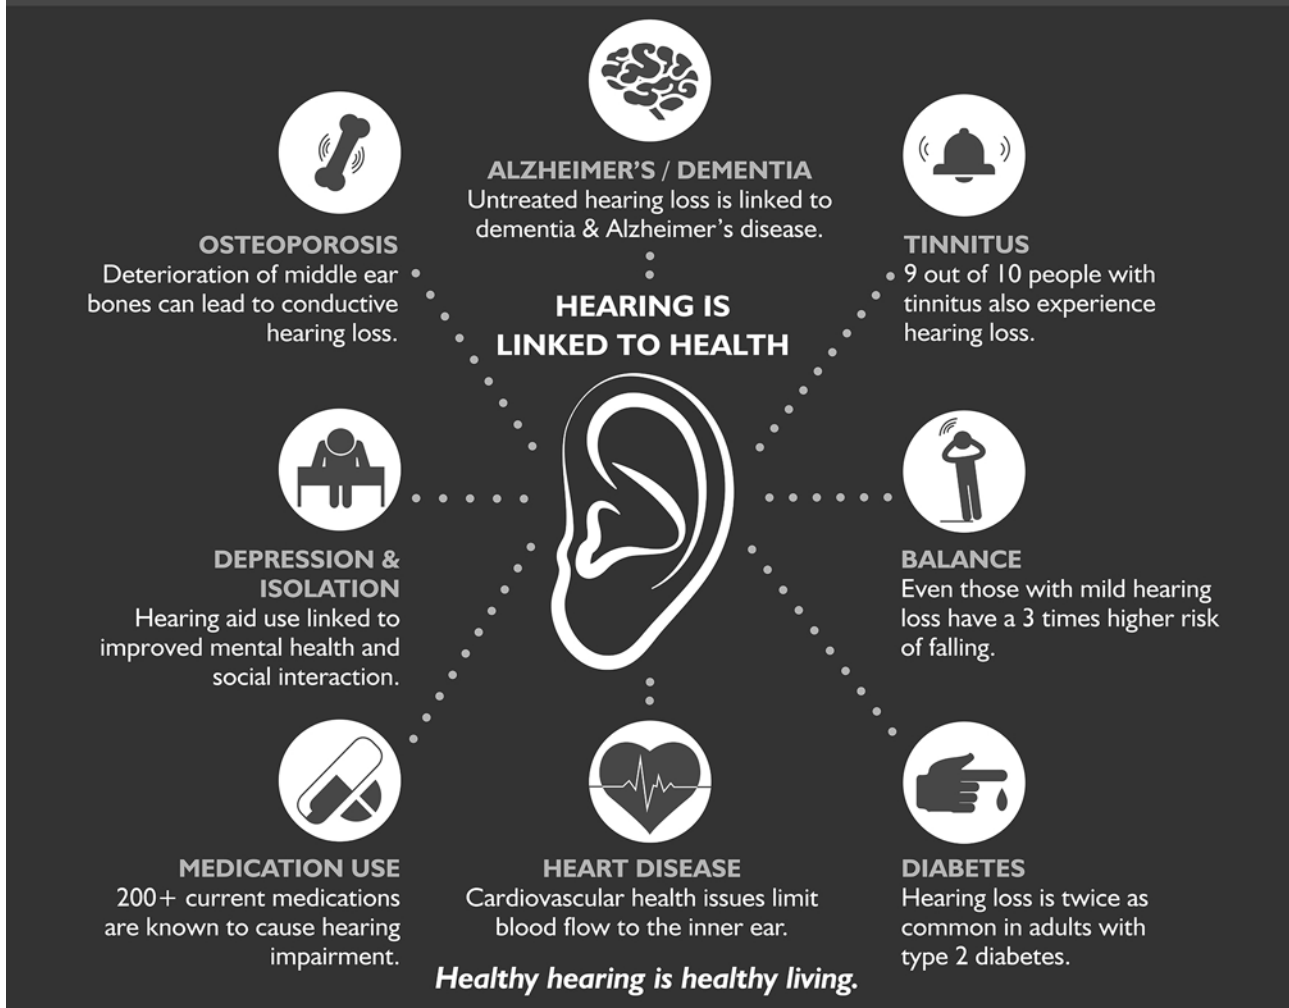 ALZHEIMER'S / DEMENTIA
Untreated hearing loss is linked to
dementia & Alzheimer's disease.
OSTEOPOROSIS
Deterioration of middle ear
bones can lead to conductive
hearing loss.
TINNITUS
9 out of 10 people with
tinnitus also experience
hearing loss.
HEARING IS
LINKED TO HEALTH
DEPRESSION &
ISOLATION
Hearing aid use linked to
improved mental health and
social interaction.
BALANCE
Even those with mild hearing
loss have a 3 times higher risk
of falling.
MEDICATION USE
200+ current medications
are known to cause hearing
impairment.
HEART DISEASE
Cardiovascular health issues limit
blood flow to the inner ear.
DIABETES
Hearing loss is twice as
common in adults with
type 2 diabetes.
Healthy hearing is healthy living.